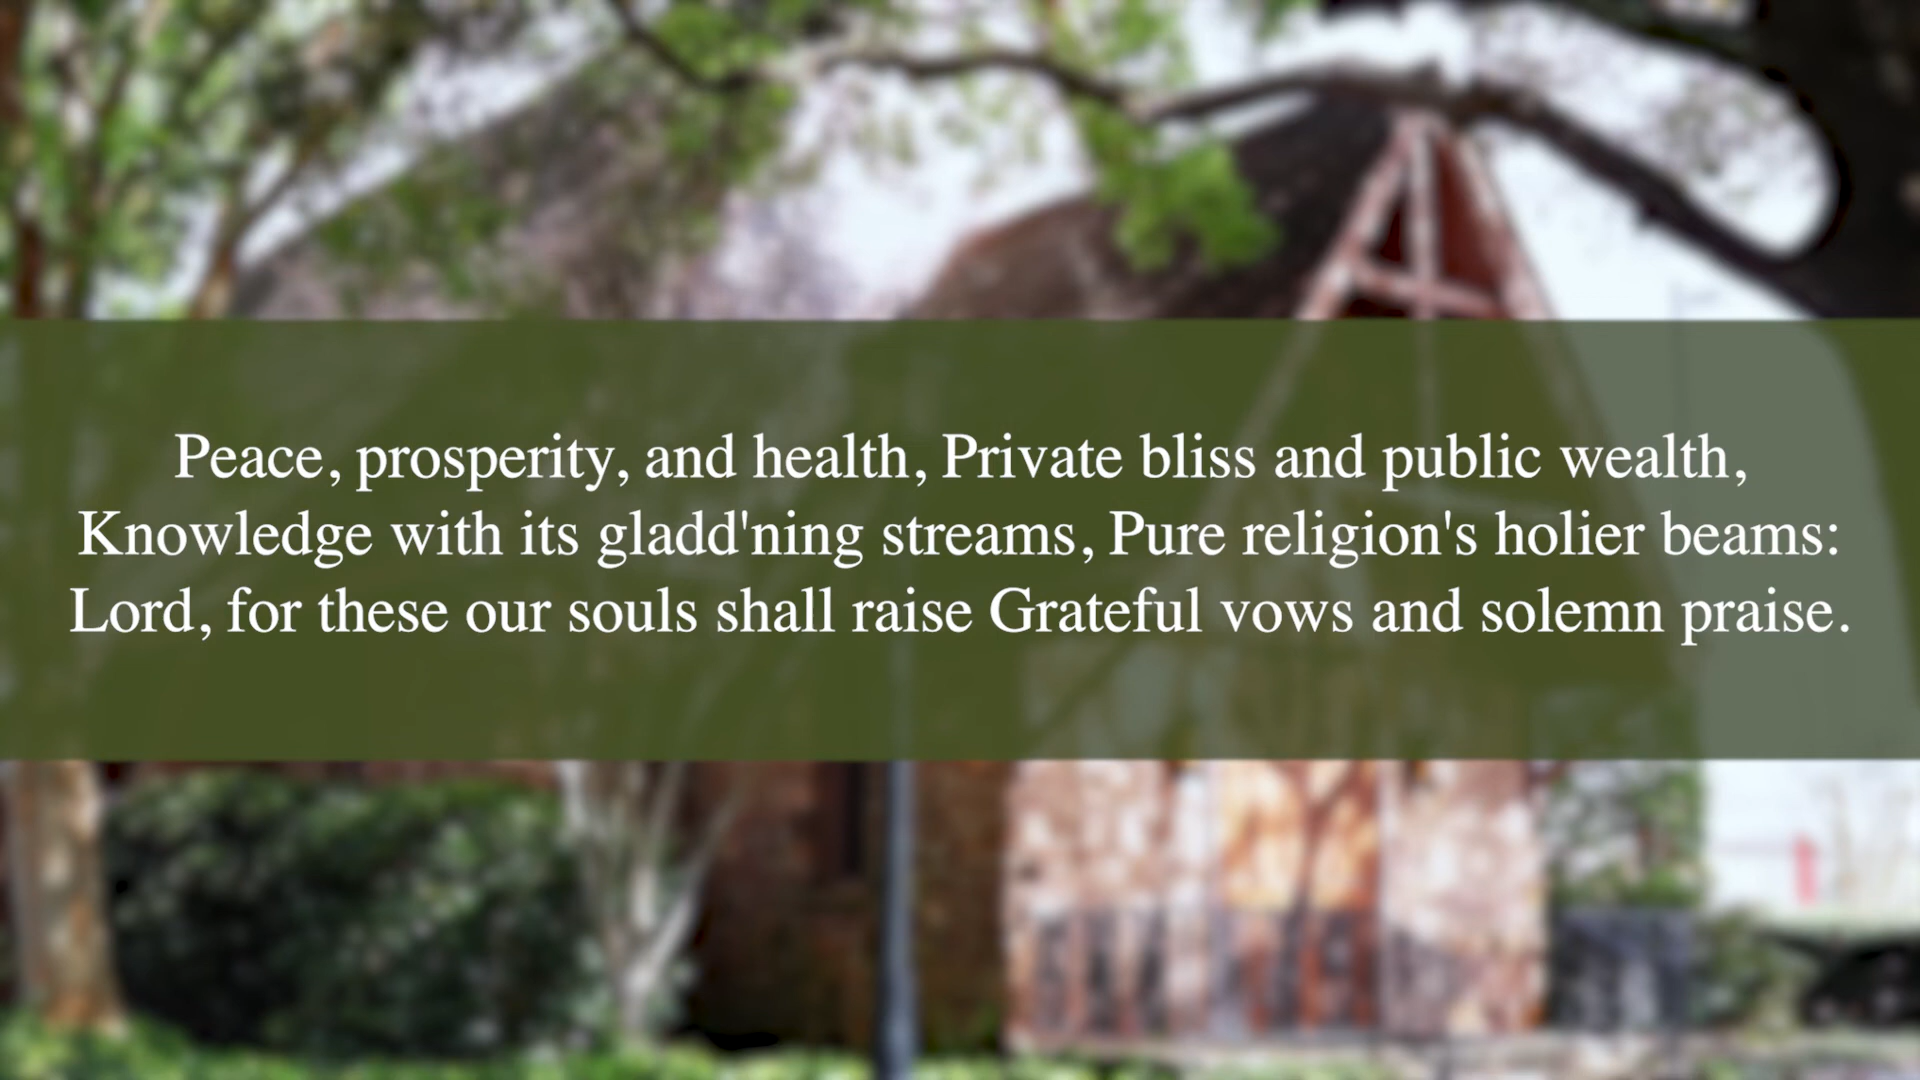 Peace, prosperity, and health, Private bliss and public wealth,
Knowledge with its gladd'ning streams, Pure religion's holier beams:
Lord, for these our souls shall raise Grateful vows and solemn praise.